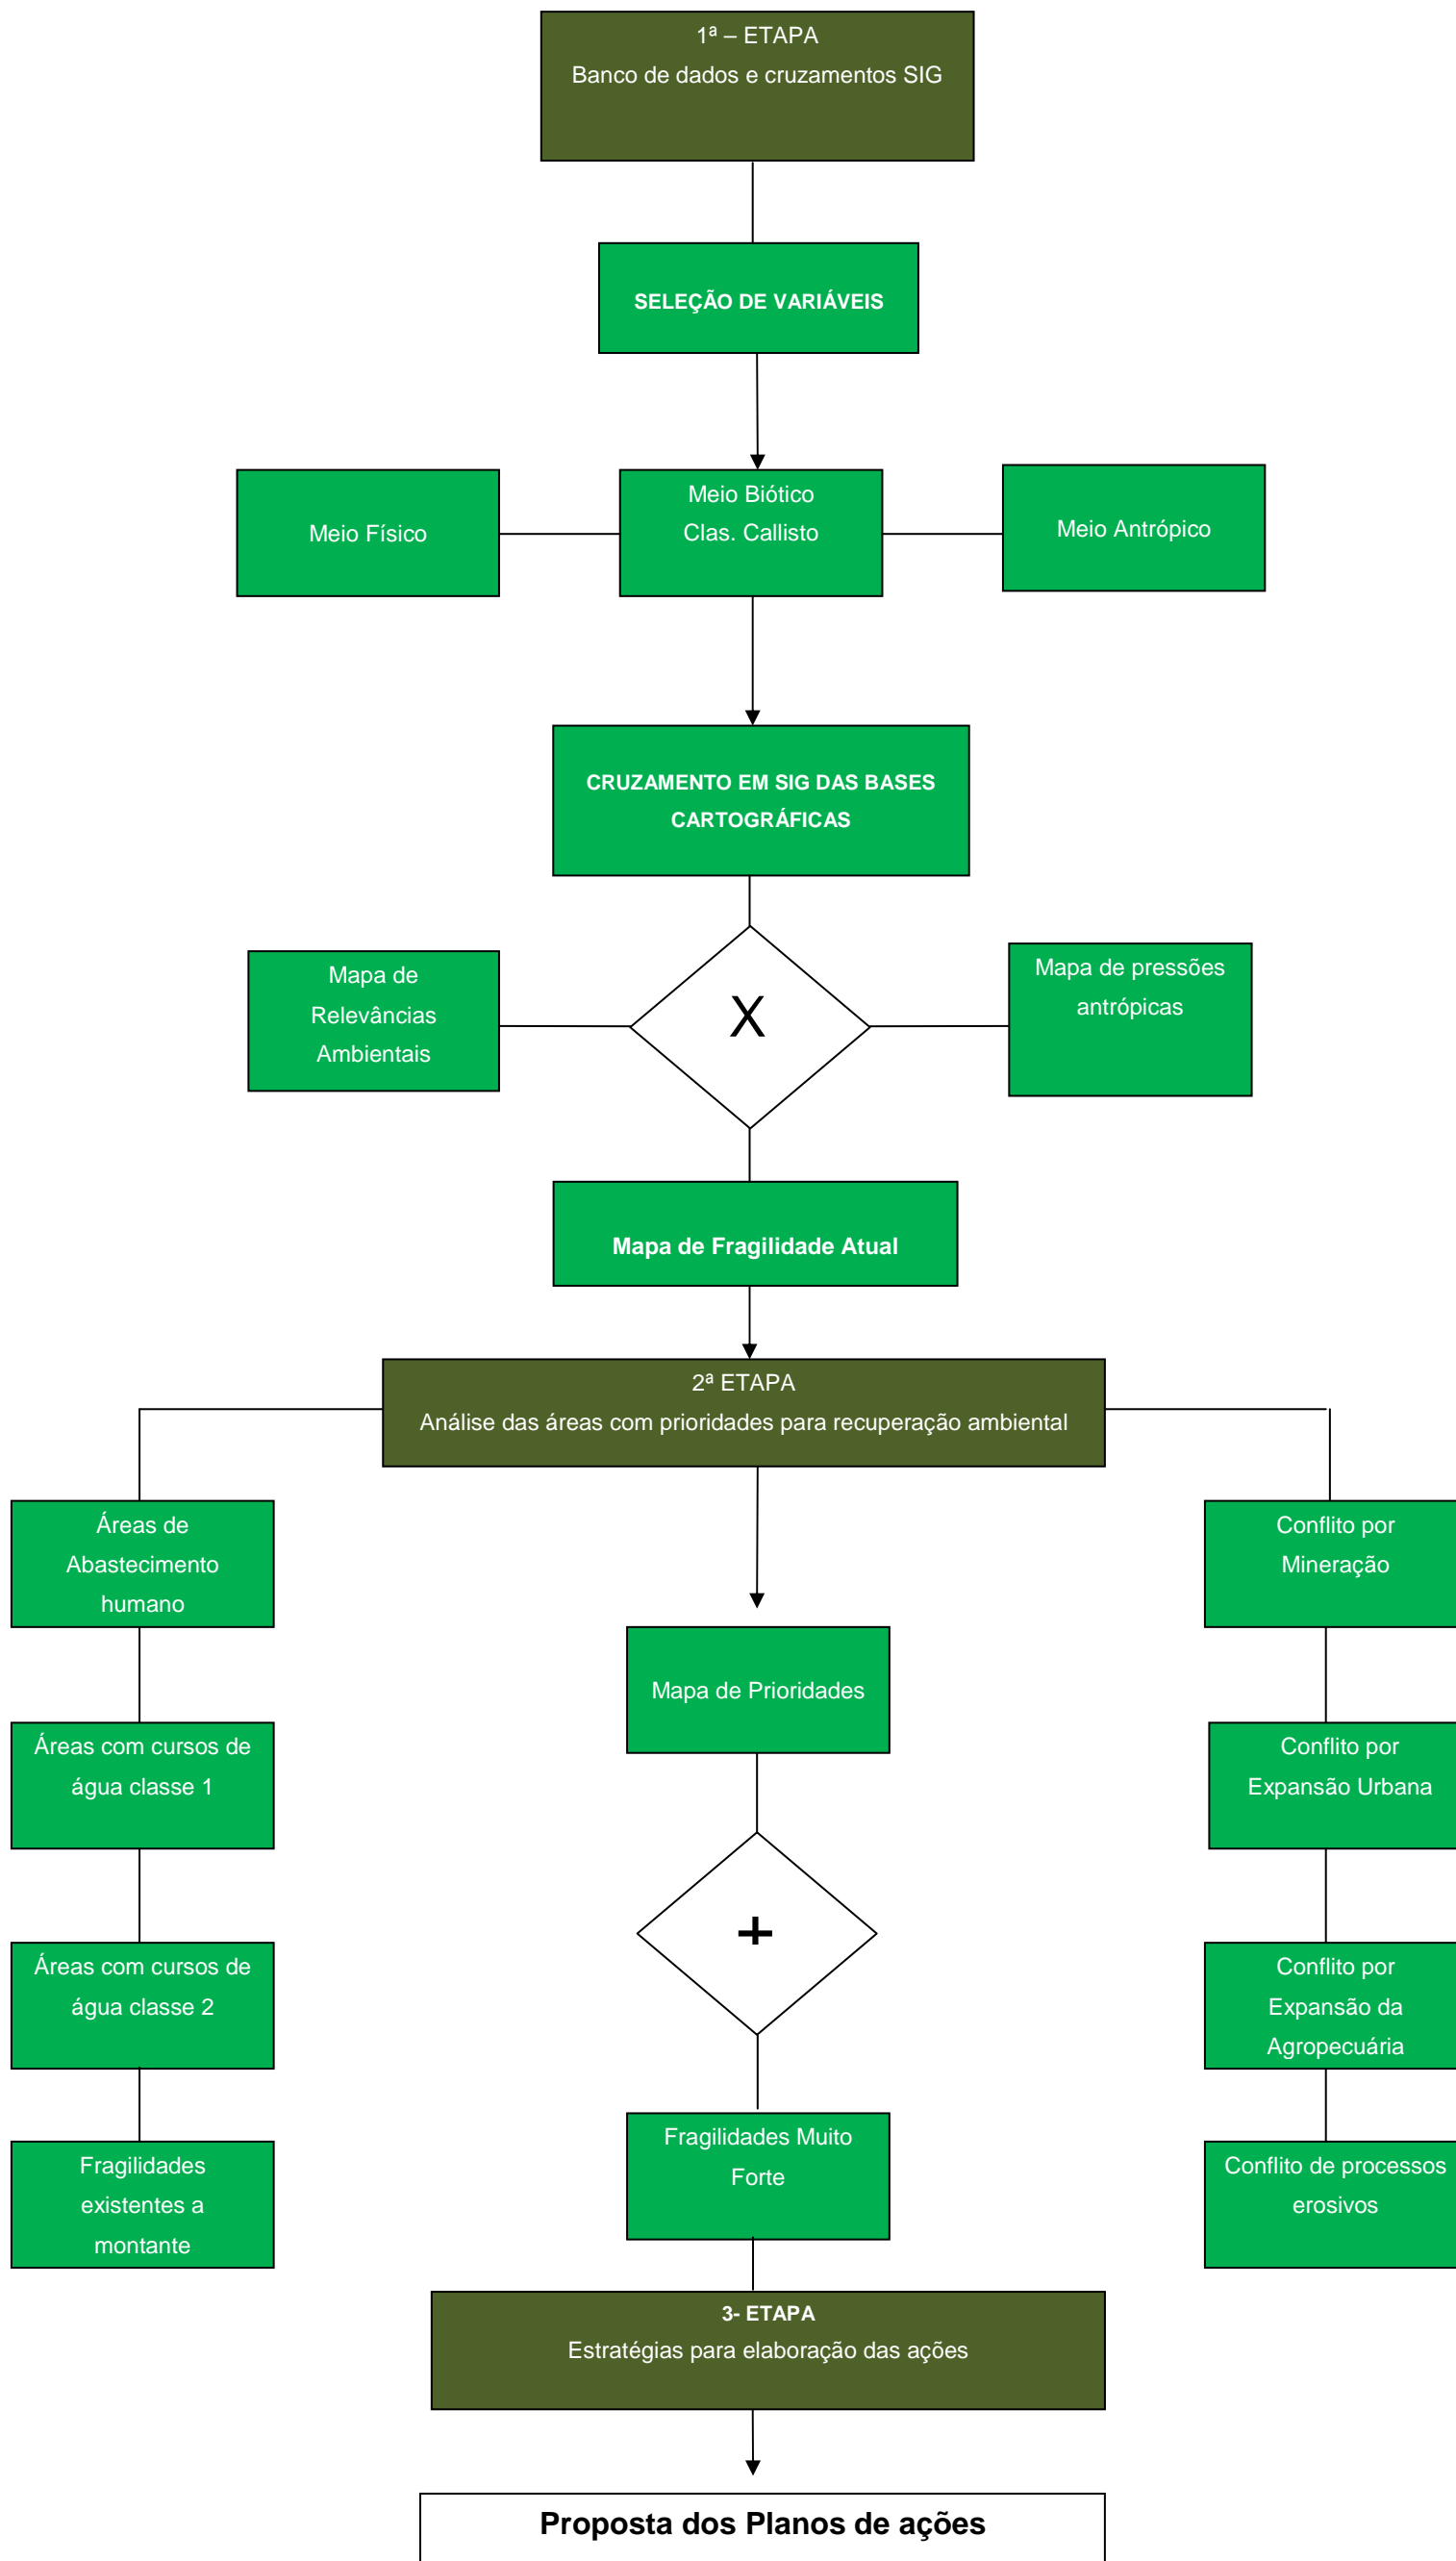 1ª – ETAPA
Banco de dados e cruzamentos SIG
SELEÇÃO DE VARIÁVEIS
Meio Físico
Meio Biótico
Clas. Callisto
Meio Antrópico
CRUZAMENTO EM SIG DAS BASES
CARTOGRÁFICAS
Mapa de
Relevâncias
Ambientais
X
Mapa de pressões
antrópicas
Mapa de Fragilidade Atual
2ª ETAPA
Análise das áreas com prioridades para recuperação ambiental
Áreas de
Abastecimento
humano
Áreas com cursos de
água classe 1
Áreas com cursos de
água classe 2
Fragilidades
existentes a
montante
Mapa de Prioridades
+
Fragilidades Muito
Forte
Conflito por
Mineração
Conflito por
Expansão Urbana
Conflito por
Expansão da
Agropecuária
Conflito de processos
erosivos
3- ETAPA
Estratégias para elaboração das ações
Proposta dos Planos de ações